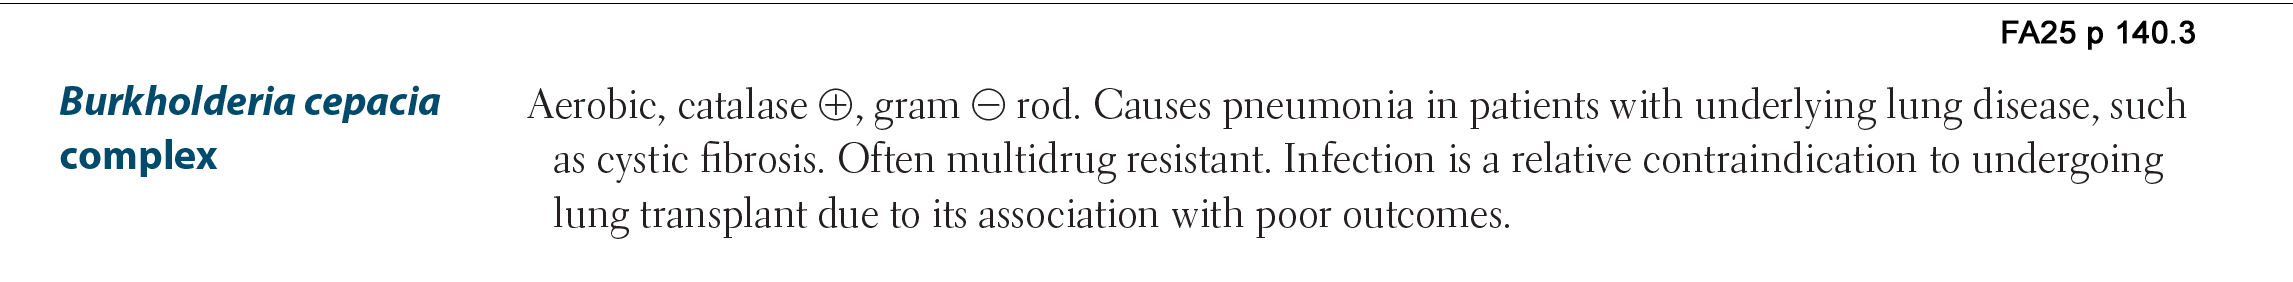 FA25 p 140.3
Burkholderia cepacia
complex
Aerobic, catalase ⊕, gram ⊖ rod. Causes pneumonia in patients with underlying lung disease, such
as cystic fibrosis. Often multidrug resistant. Infection is a relative contraindication to undergoing
lung transplant due to its association with poor outcomes.